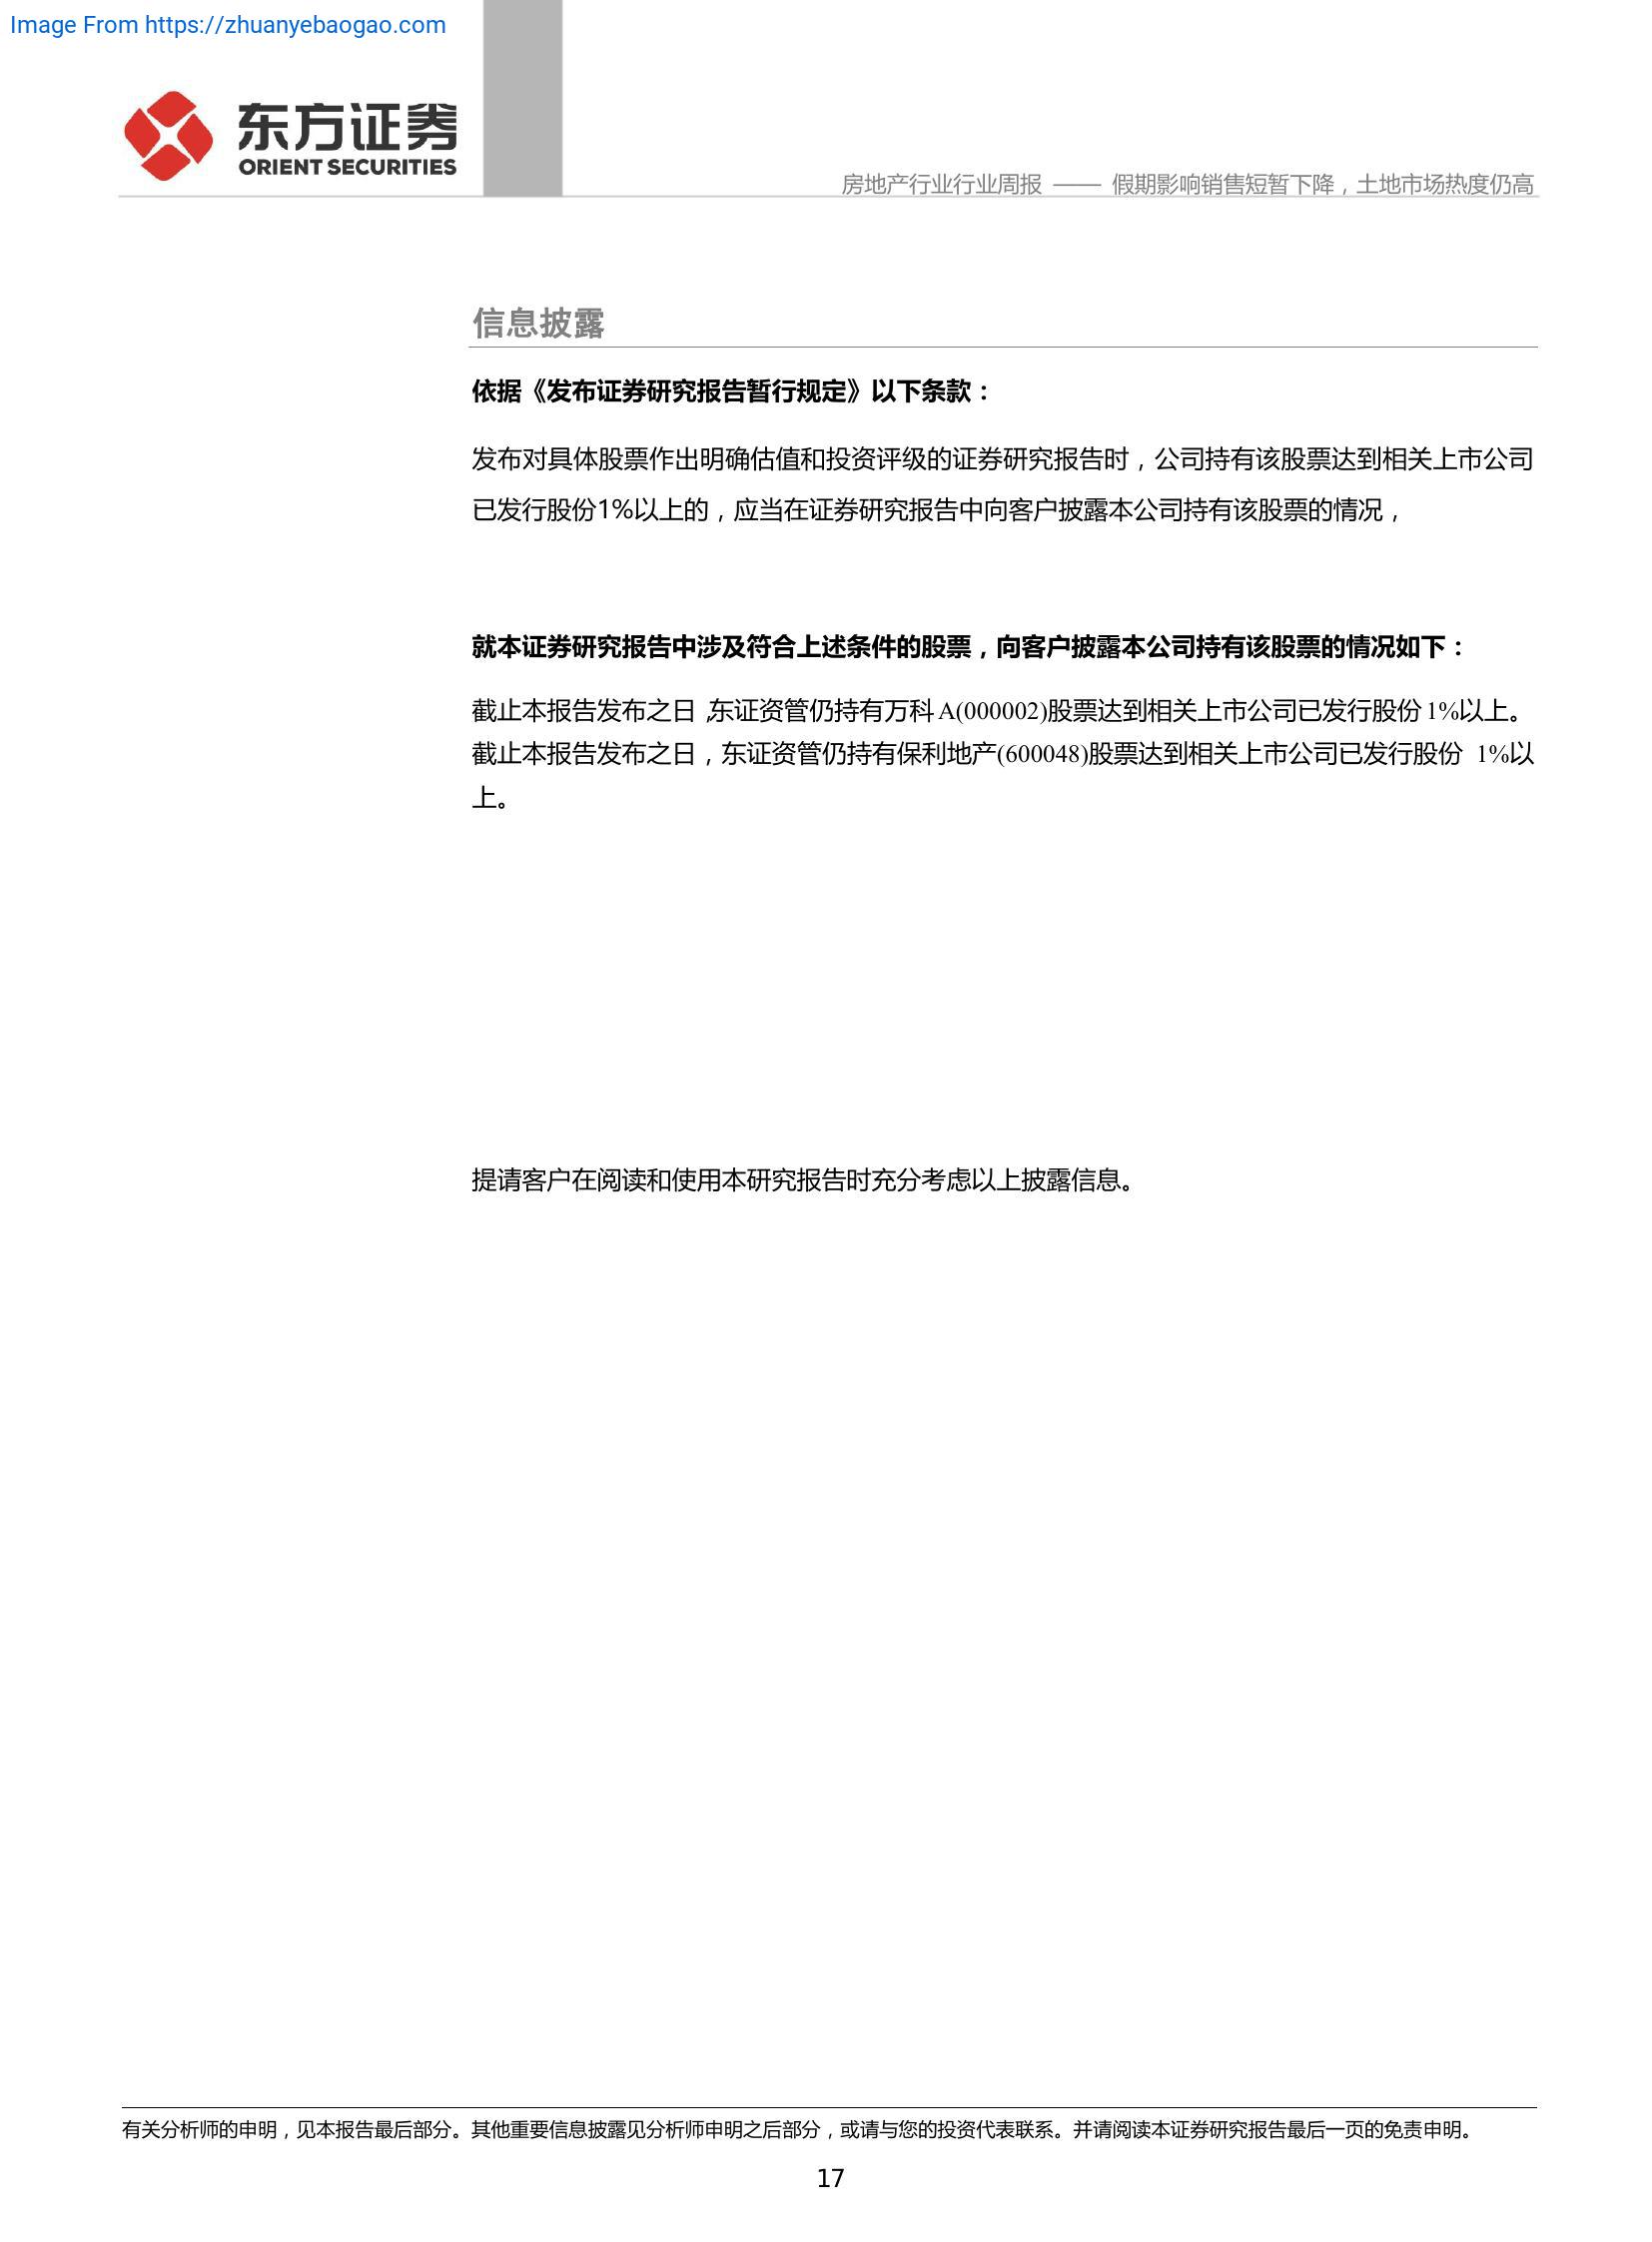 Image From https://zhuanyebaogao.com
东方证券
ORIENT SECURITIES
房地产行业行业周报 —— 假期影响销售短暂下降，土地市场热度仍高
信息披露
依据《发布证券研究报告暂行规定》以下条款：
发布对具体股票作出明确估值和投资评级的证券研究报告时，公司持有该股票达到相关上市公司
已发行股份1%以上的，应当在证券研究报告中向客户披露本公司持有该股票的情况，
就本证券研究报告中涉及符合上述条件的股票，向客户披露本公司持有该股票的情况如下：
截止本报告发布之日，东证资管仍持有万科 A(000002)股票达到相关上市公司已发行股份 1%以上。
截止本报告发布之日，东证资管仍持有保利地产(600048)股票达到相关上市公司已发行股份 1%以
上。
提请客户在阅读和使用本研究报告时充分考虑以上披露信息。
有关分析师的申明，见本报告最后部分。其他重要信息披露见分析师申明之后部分，或请与您的投资代表联系。并请阅读本证券研究报告最后一页的免责申明。
17